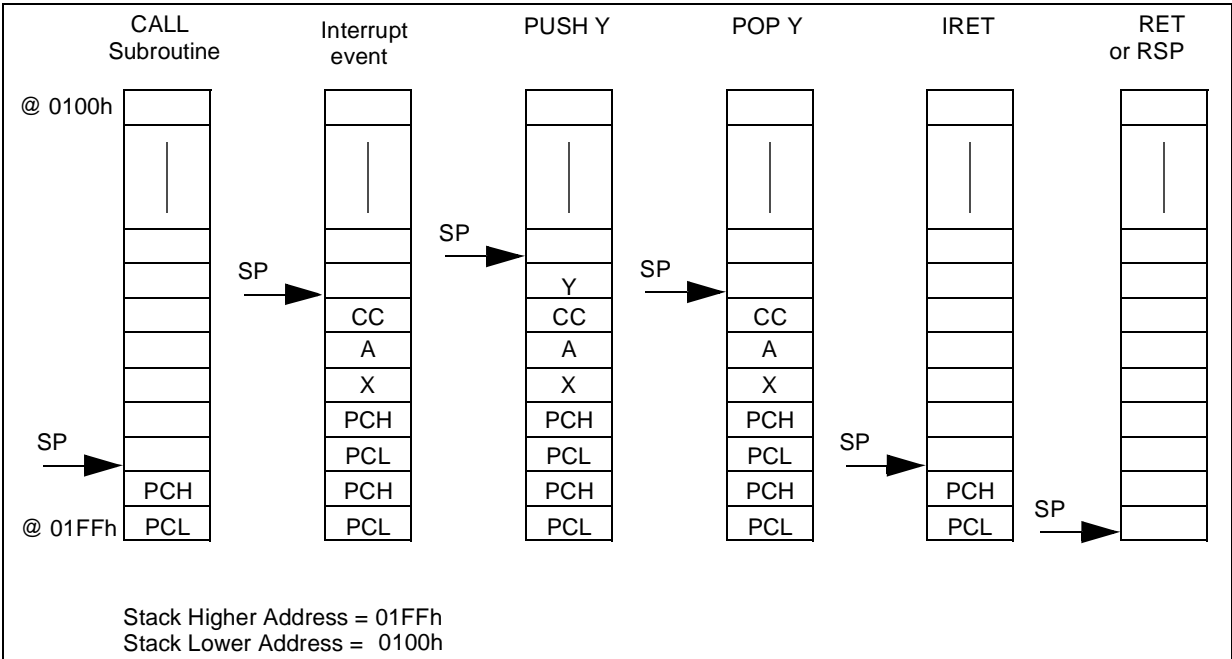 CALL
Subroutine
Interrupt
event
PUSH Y
POP Y
IRET
RET
or RSP
@ 0100h
SP
SP
SP
Y
CC
CC
CC
A
A
A
X
X
X
PCH
PCH
PCH
SP
SP
PCL
PCL
PCL
PCH
PCH
PCH
PCH
PCH
SP
@ 01FFh
PCL
PCL
PCL
PCL
PCL
Stack Higher Address = 01FFh
Stack Lower Address = 0100h